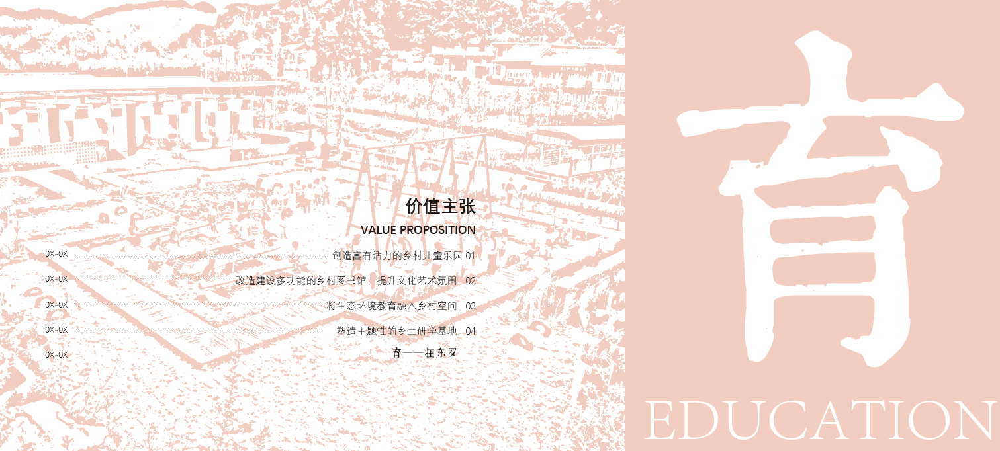 价值主张
VALUE PROPOSITION
0X-0X 创造富有活力的乡村儿童乐园 01
0X-0X 改造建设多功能的乡村图书馆，提升文化艺术氛围 02
0X-0X 将生态环境教育融入乡村空间 03
0X-0X 塑造主题性的乡土研学基地 04
0X-0X 育——在东罗
育
EDUCATION